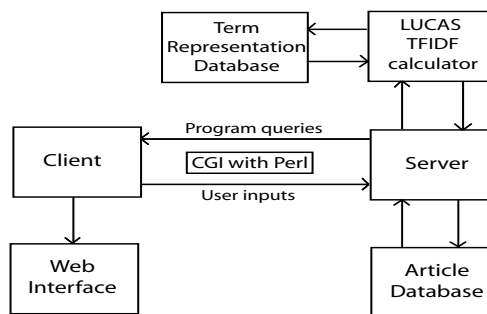 Term
Representation
Database
LUCAS
TFIDF
calculator
Program queries
Client
CGI with Perl
Server
User inputs
Web
Interface
Article
Database